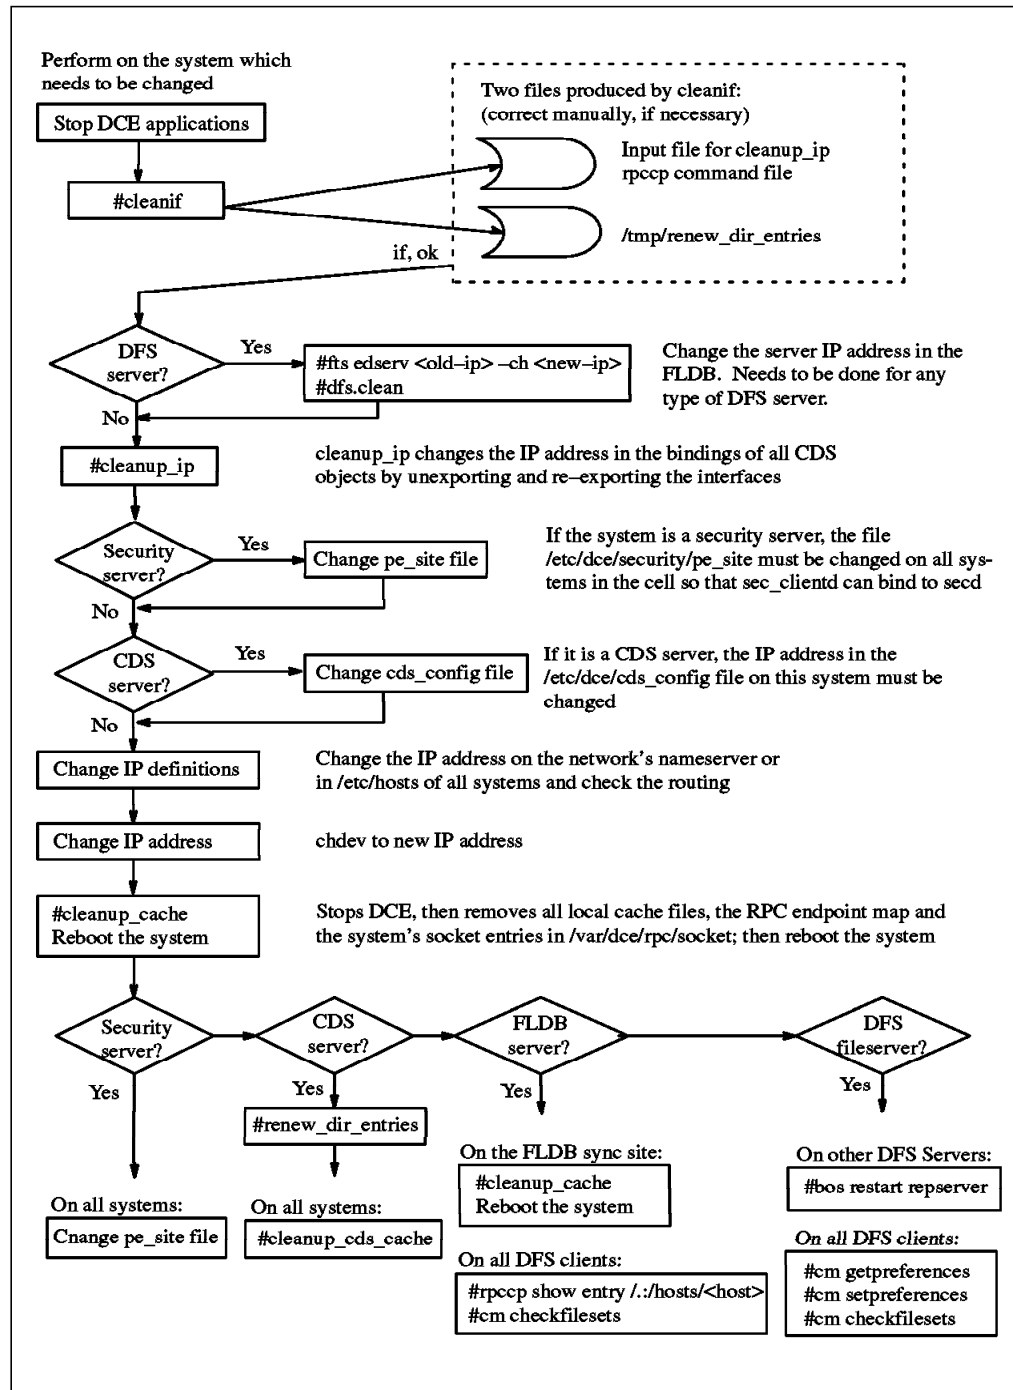 Perform on the system which
needs to be changed
Stop DCE applications
#cleanif
Two files produced by cleanif:
(correct manually, if necessary)
Input file for cleanup_ip
rpccp command file
/tmp/renew_dir_entries
if, ok
DFS
server?
Yes
#fts edserv <old–ip> –ch <new–ip>
#dfs.clean
Change the server IP address in the
FLDB. Needs to be done for any
type of DFS server.
No
#cleanup_ip
cleanup_ip changes the IP address in the bindings of all CDS
objects by unexporting and re–exporting the interfaces
Security
server?
Yes
Change pe_site file
If the system is a security server, the file
/etc/dce/security/pe_site must be changed on all sys-
tems in the cell so that sec_clientd can bind to secd
No
CDS
server?
Yes
Change cds_config file
If it is a CDS server, the IP address in the
/etc/dce/cds_config file on this system must be
changed
No
Change IP definitions
Change the IP address on the network's nameserver or
in /etc/hosts of all systems and check the routing
Change IP address
chdev to new IP address
#cleanup_cache
Reboot the system
Stops DCE, then removes all local cache files, the RPC endpoint map and
the system's socket entries in /var/dce/rpc/socket; then reboot the system
Security
server?
Yes
On all systems:
Cnange pe_site file
CDS
server?
Yes
#renew_dir_entries
On all systems:
#cleanup_cds_cache
FLDB
server?
Yes
On the FLDB sync site:
#cleanup_cache
Reboot the system
On all DFS clients:
#rpccp show entry /.:/hosts/<host>
#cm checkfilesets
DFS
fileserver?
Yes
On other DFS Servers:
#bos restart repserver
On all DFS clients:
#cm getpreferences
#cm setpreferences
#cm checkfilesets